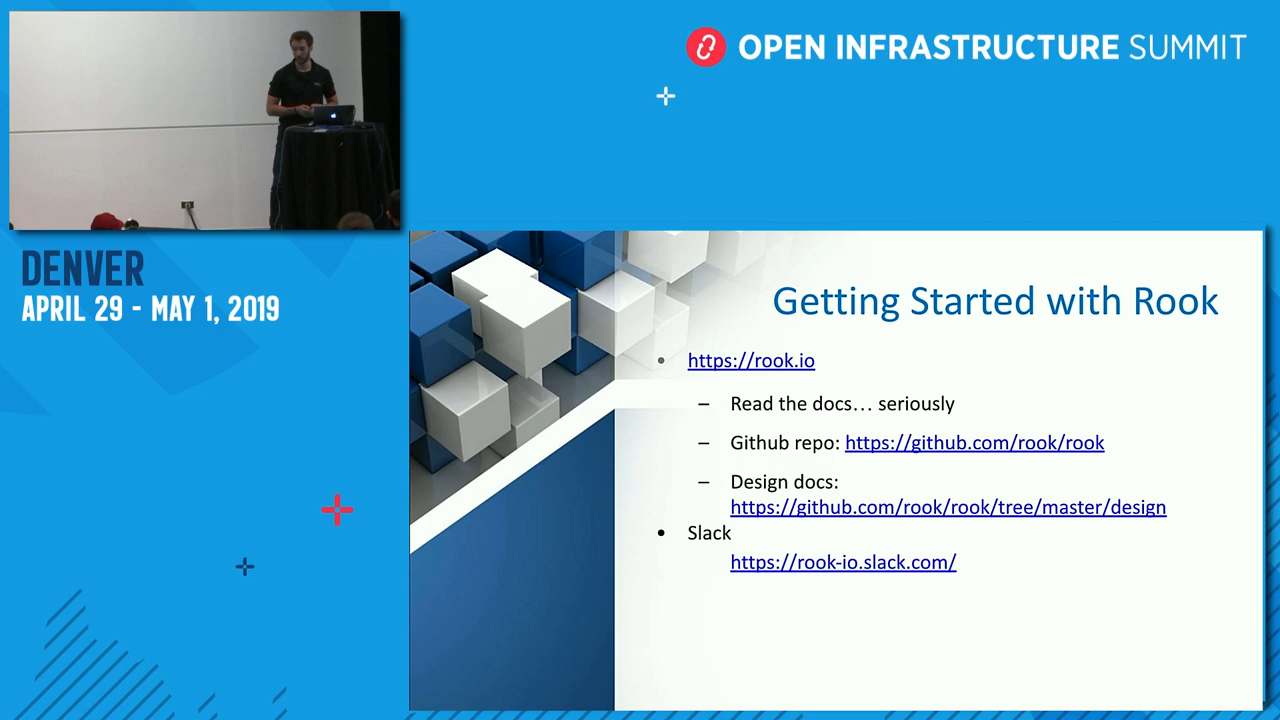 OPEN INFRASTRUCTURE SUMMIT
DENVER
APRIL 29 - MAY 1, 2019
Getting Started with Rook
• https://rook.io
– Read the docs… seriously
– Github repo: https://github.com/rook/rook
– Design docs:
https://github.com/rook/rook/tree/master/design
• Slack
https://rook-io.slack.com/